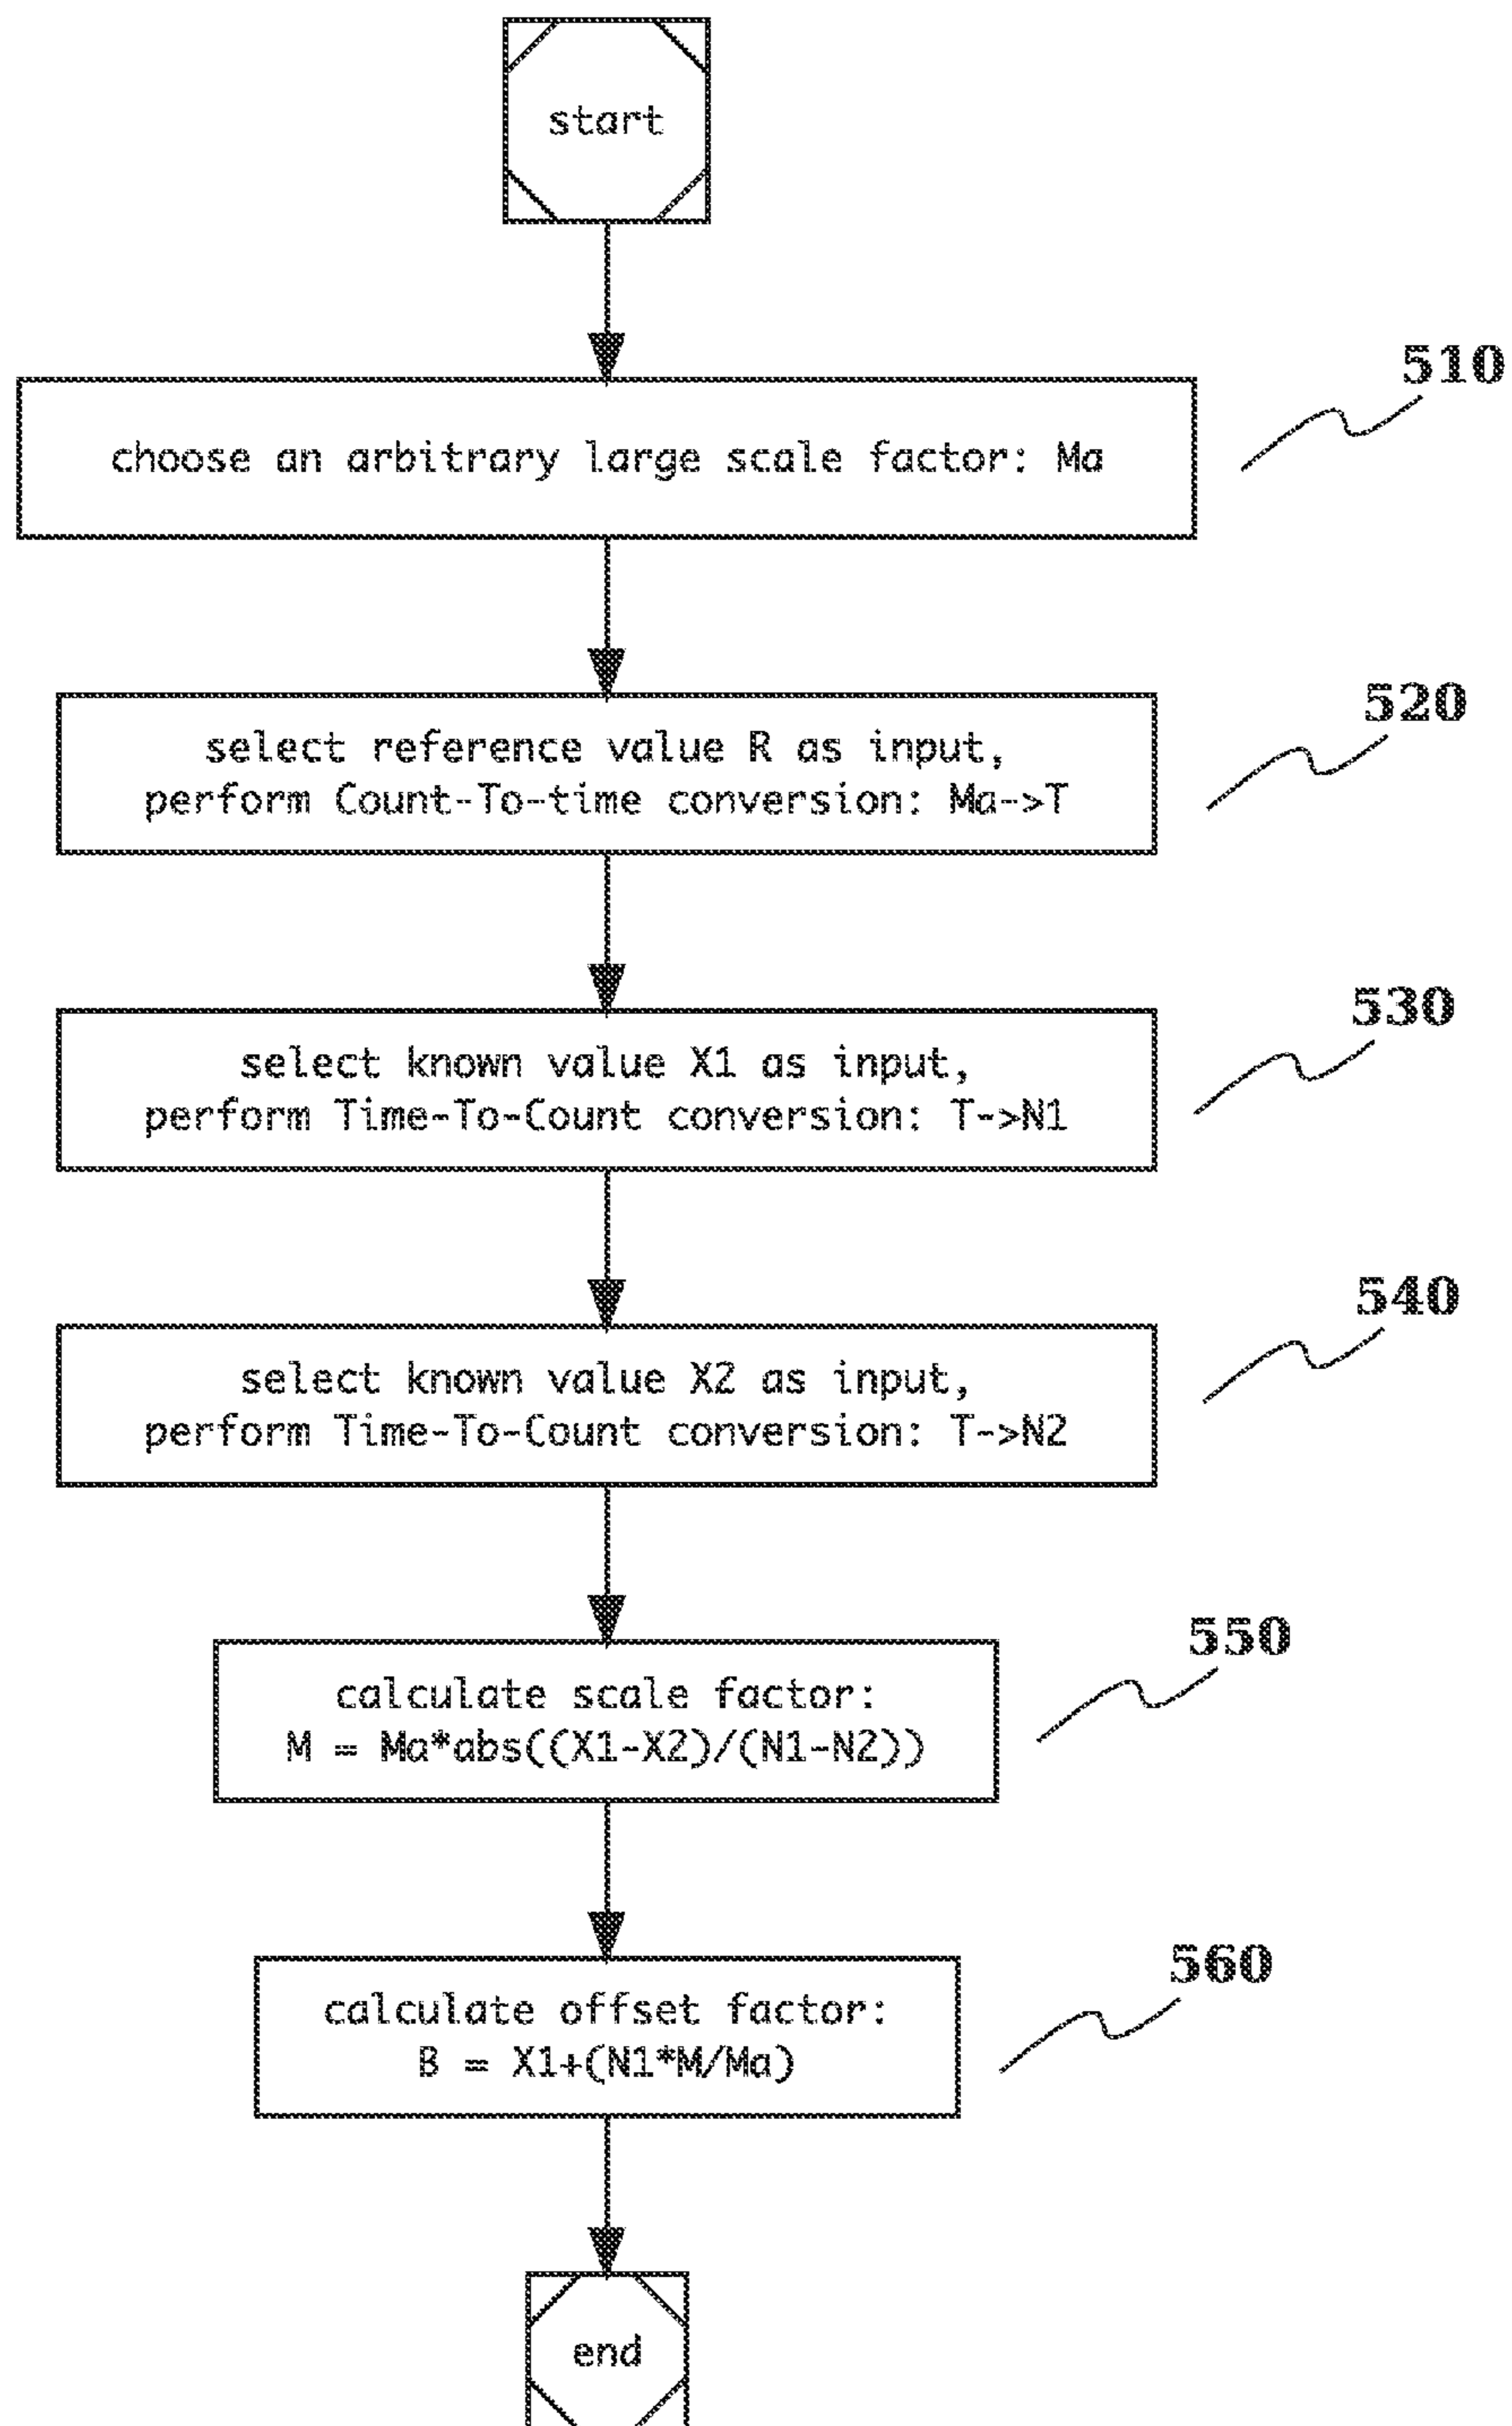 start
510
choose an arbitrary large scale factor: Ma
520
select reference value R as input,
perform Count-To-time conversion: Ma->T
530
select known value X1 as input,
perform Time-To-Count conversion: T->N1
540
select known value X2 as input,
perform Time-To-Count conversion: T->N2
550
calculate scale factor:
M = Ma*abs((X1-X2)/(N1-N2))
560
calculate offset factor:
B = X1+(N1*M/Ma)
end